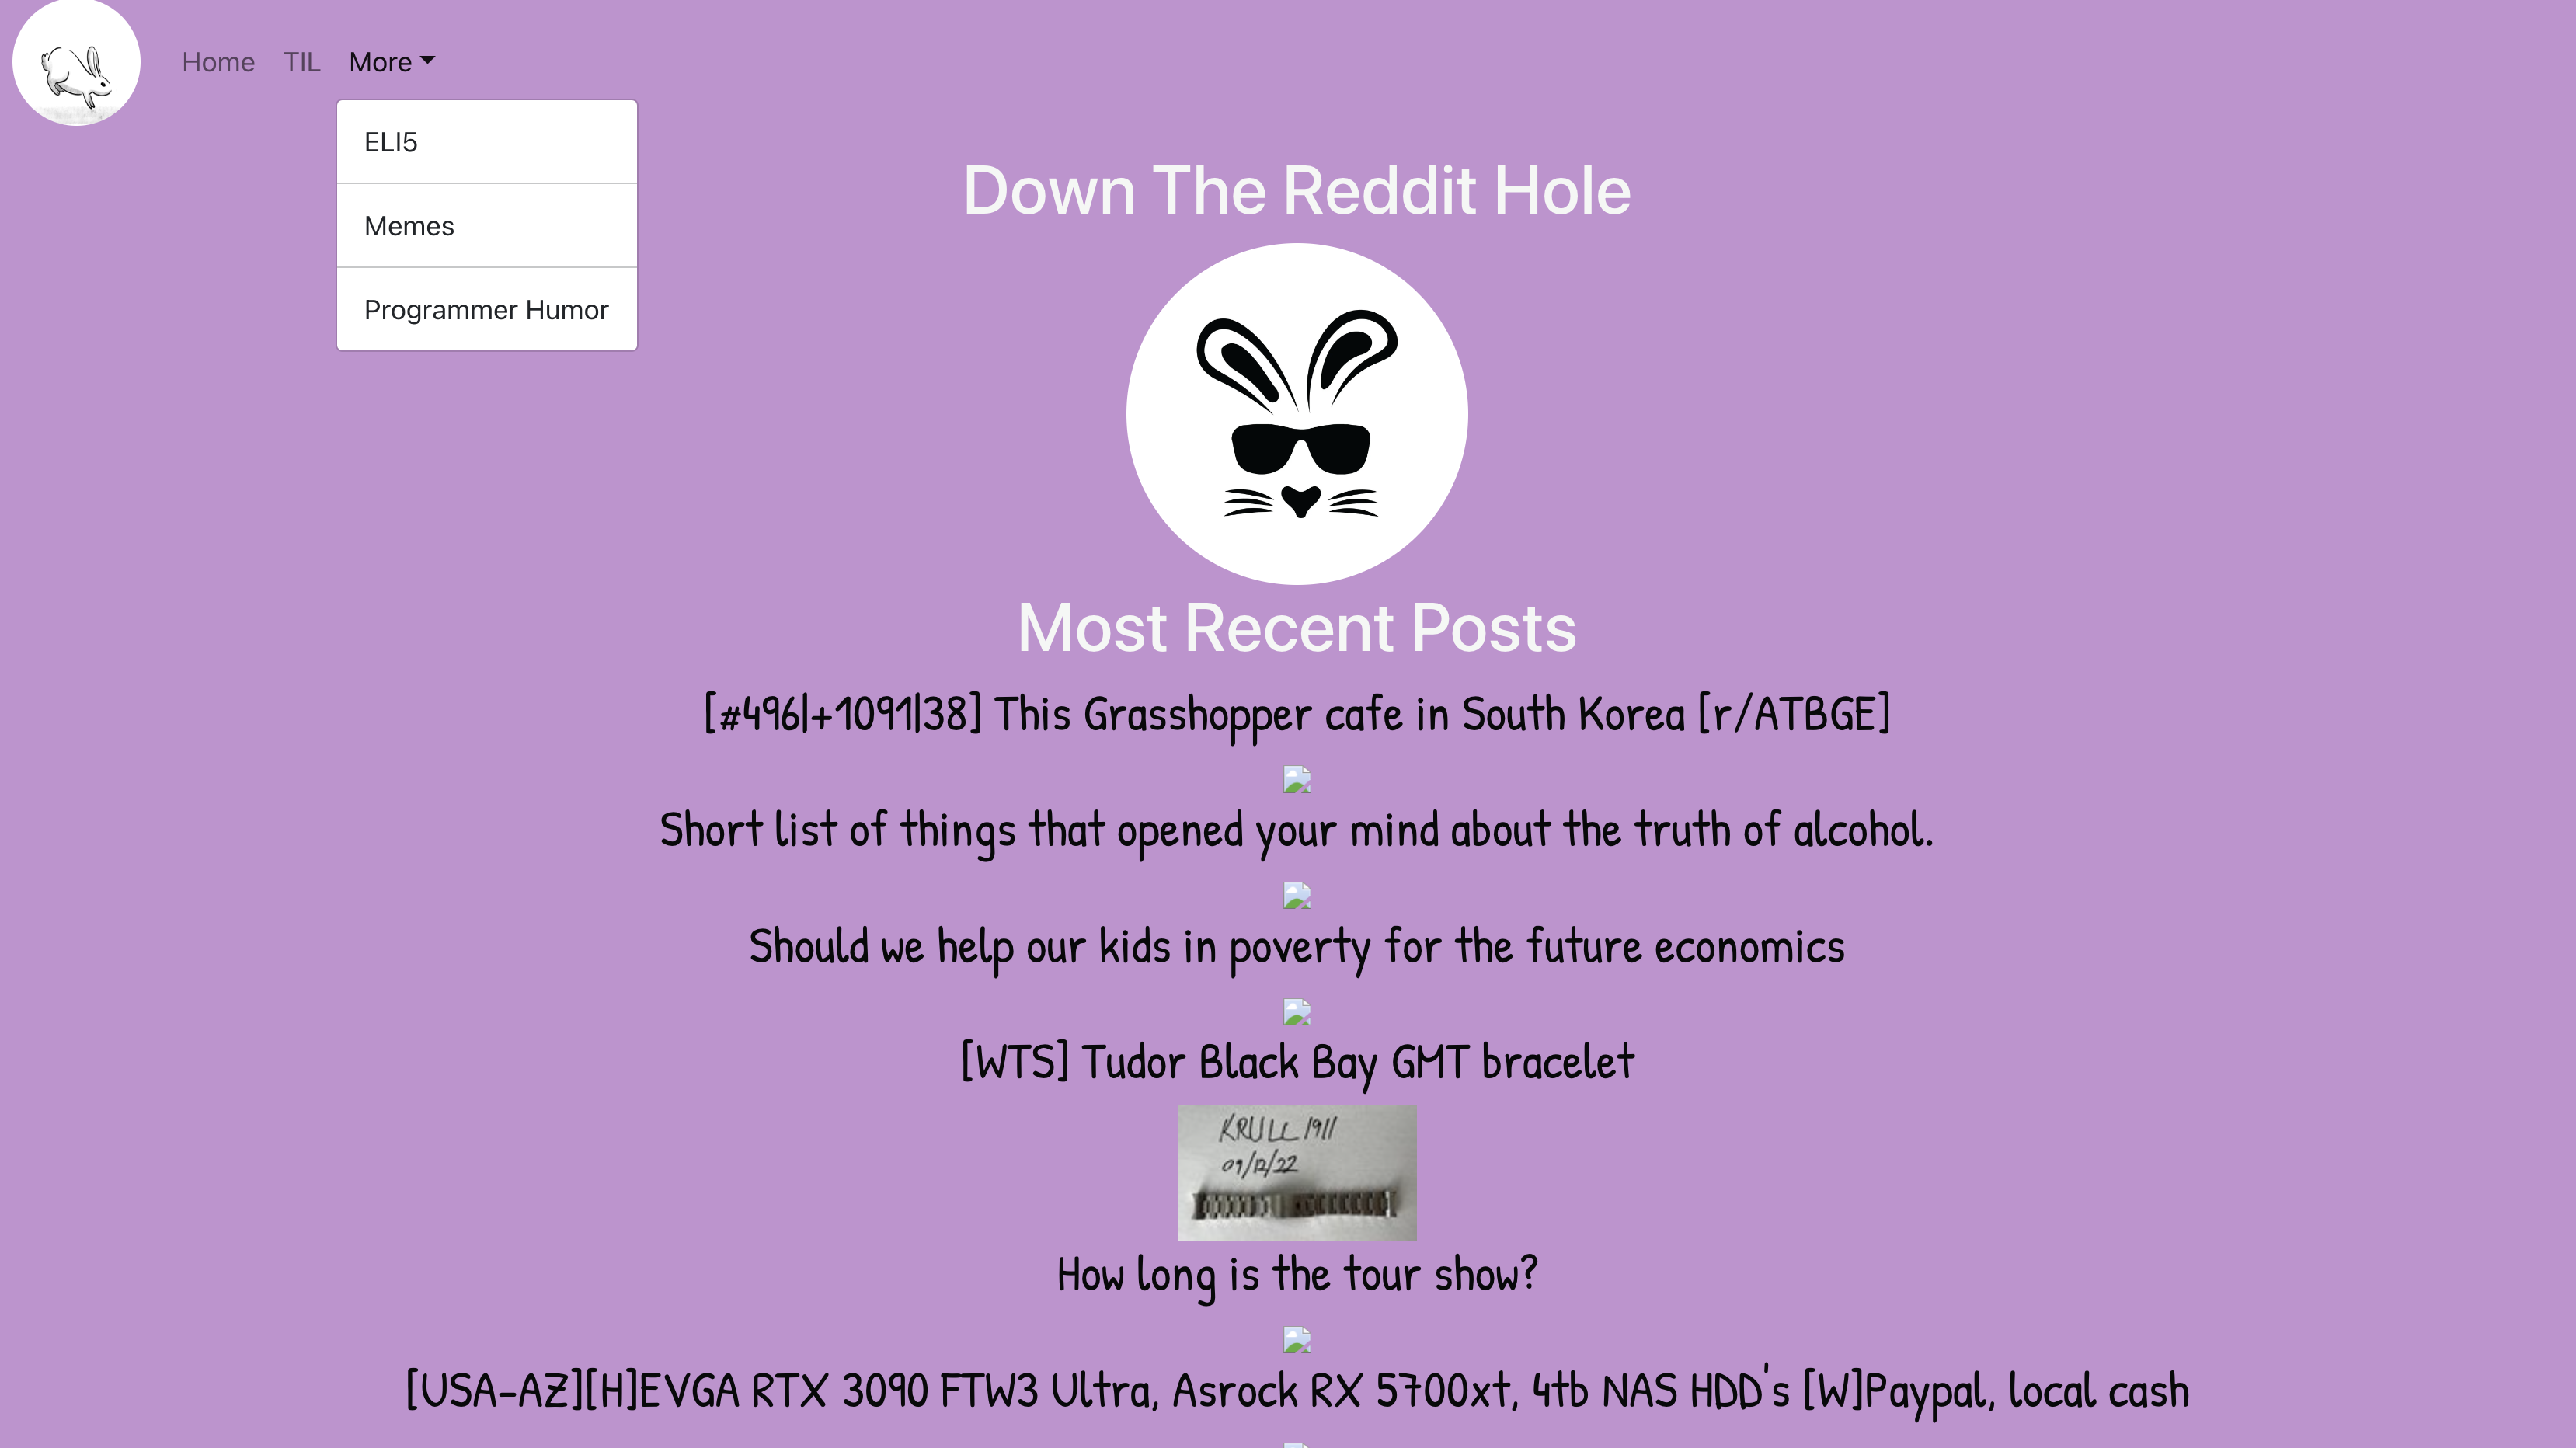 Home TIL More
ELI5
Memes
Programmer Humor
Down The Reddit Hole
Most Recent Posts
[#496|+1091|38] This Grasshopper cafe in South Korea [r/ATBGE]
Short list of things that opened your mind about the truth of alcohol.
Should we help our kids in poverty for the future economics
[WTS] Tudor Black Bay GMT bracelet
KRULL1911
09/12/22
How long is the tour show?
[USA-AZ][H]EVGA RTX 3090 FTW3 Ultra, Asrock RX 5700xt, 4tb NAS HDD's [W]Paypal, local cash